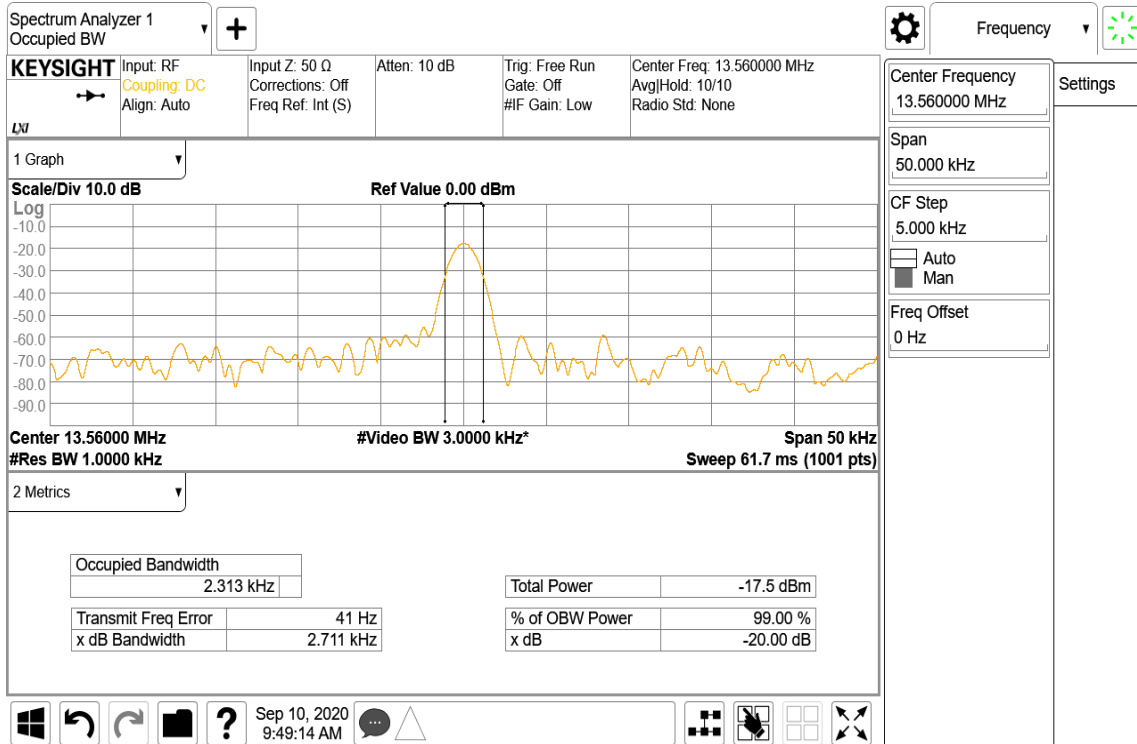 Spectrum Analyzer 1
Occupied BW
+
Frequency
KEYSIGHT
LXI
Input: RF
Coupling: DC
Align: Auto
Input Z: 50 Ω
Corrections: Off
Freq Ref: Int (S)
Atten: 10 dB
Trig: Free Run
Gate: Off
#IF Gain: Low
Center Freq: 13.560000 MHz
Avg|Hold: 10/10
Radio Std: None
Center Frequency
13.560000 MHz
Settings
Span
50.000 kHz
CF Step
5.000 kHz
Auto
Man
Freq Offset
0 Hz
1 Graph
Scale/Div 10.0 dB
Ref Value 0.00 dBm
Log
-10.0
-20.0
-30.0
-40.0
-50.0
-60.0
-70.0
-80.0
-90.0
Center 13.56000 MHz
#Video BW 3.0000 kHz*
Span 50 kHz
#Res BW 1.0000 kHz
Sweep 61.7 ms (1001 pts)
2 Metrics
Occupied Bandwidth
2.313 kHz
Total Power -17.5 dBm
Transmit Freq Error 41 Hz
% of OBW Power 99.00 %
x dB Bandwidth 2.711 kHz
x dB -20.00 dB
?
Sep 10, 2020
9:49:14 AM